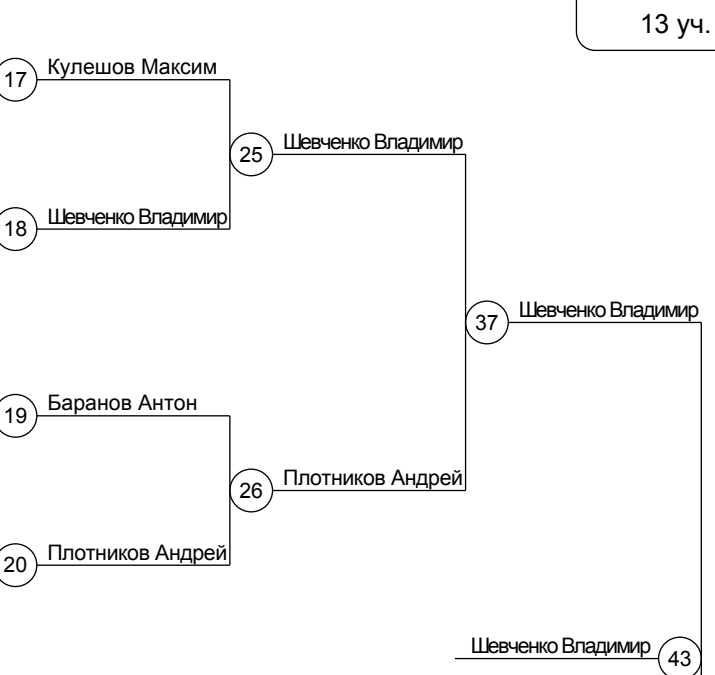 13 уч.
17 Кулешов Максим
25 Шевченко Владимир
18 Шевченко Владимир
37 Шевченко Владимир
19 Баранов Антон
26 Плотников Андрей
20 Плотников Андрей
Шевченко Владимир 43